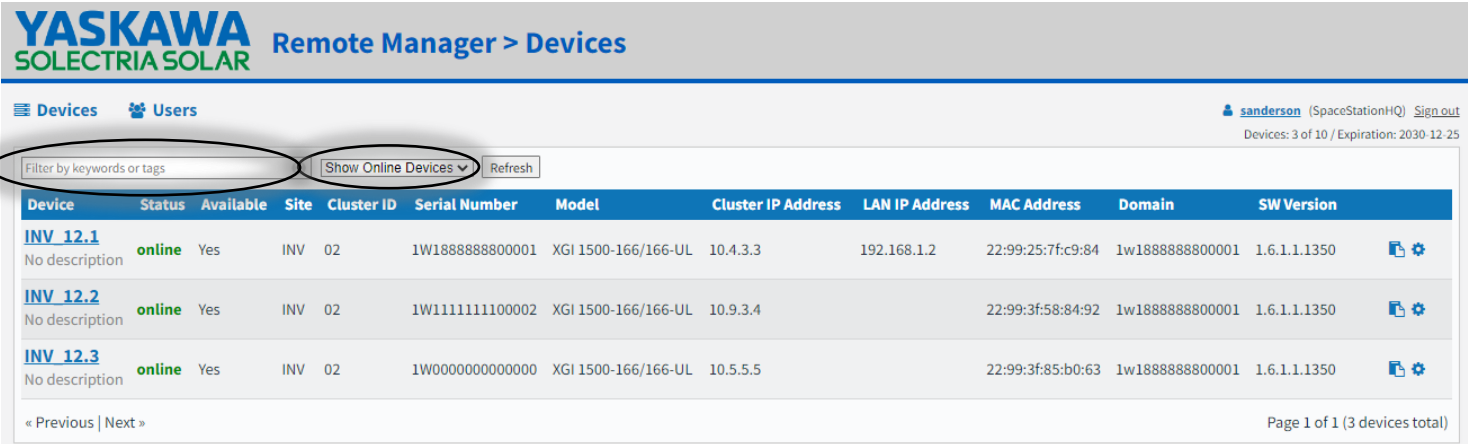 YASKAWA
SOLECTRIA SOLAR
Remote Manager > Devices
Devices Users
sanderson (SpaceStationHQ) Sign out
Devices: 3 of 10 / Expiration: 2030-12-25
Filter by keywords or tags Show Online Devices Refresh
Device Status Available Site Cluster ID Serial Number Model Cluster IP Address LAN IP Address MAC Address Domain SW Version
INV_12.1
No description
online Yes INV 02 1W1888888800001 XGI 1500-166/166-UL 10.4.3.3 192.168.1.2 22:99:25:7f:c9:84 1w1888888800001 1.6.1.1.1350
INV_12.2
No description
online Yes INV 02 1W1111111100002 XGI 1500-166/166-UL 10.9.3.4 22:99:3f:58:84:92 1w1888888800001 1.6.1.1.1350
INV_12.3
No description
online Yes INV 02 1W0000000000000 XGI 1500-166/166-UL 10.5.5.5 22:99:3f:85:b0:63 1w1888888800001 1.6.1.1.1350
« Previous | Next »
Page 1 of 1 (3 devices total)